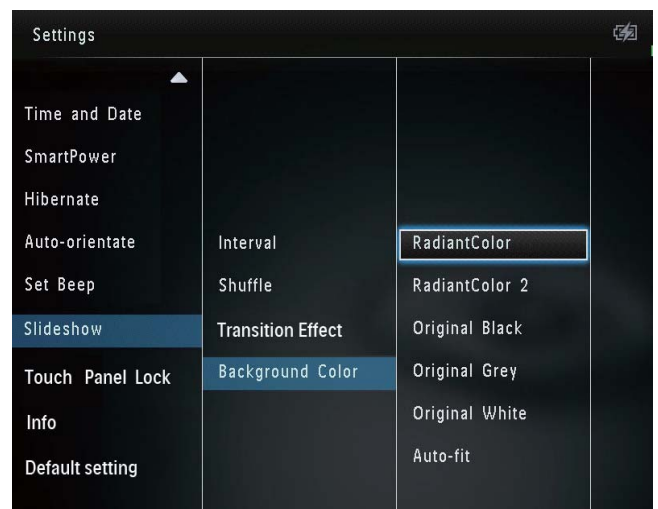 Settings
Time and Date
SmartPower
Hibernate
Auto-orientate
Set Beep
Slideshow
Touch Panel Lock
Info
Default setting
Interval
Shuffle
Transition Effect
Background Color
RadiantColor
RadiantColor 2
Original Black
Original Grey
Original White
Auto-fit